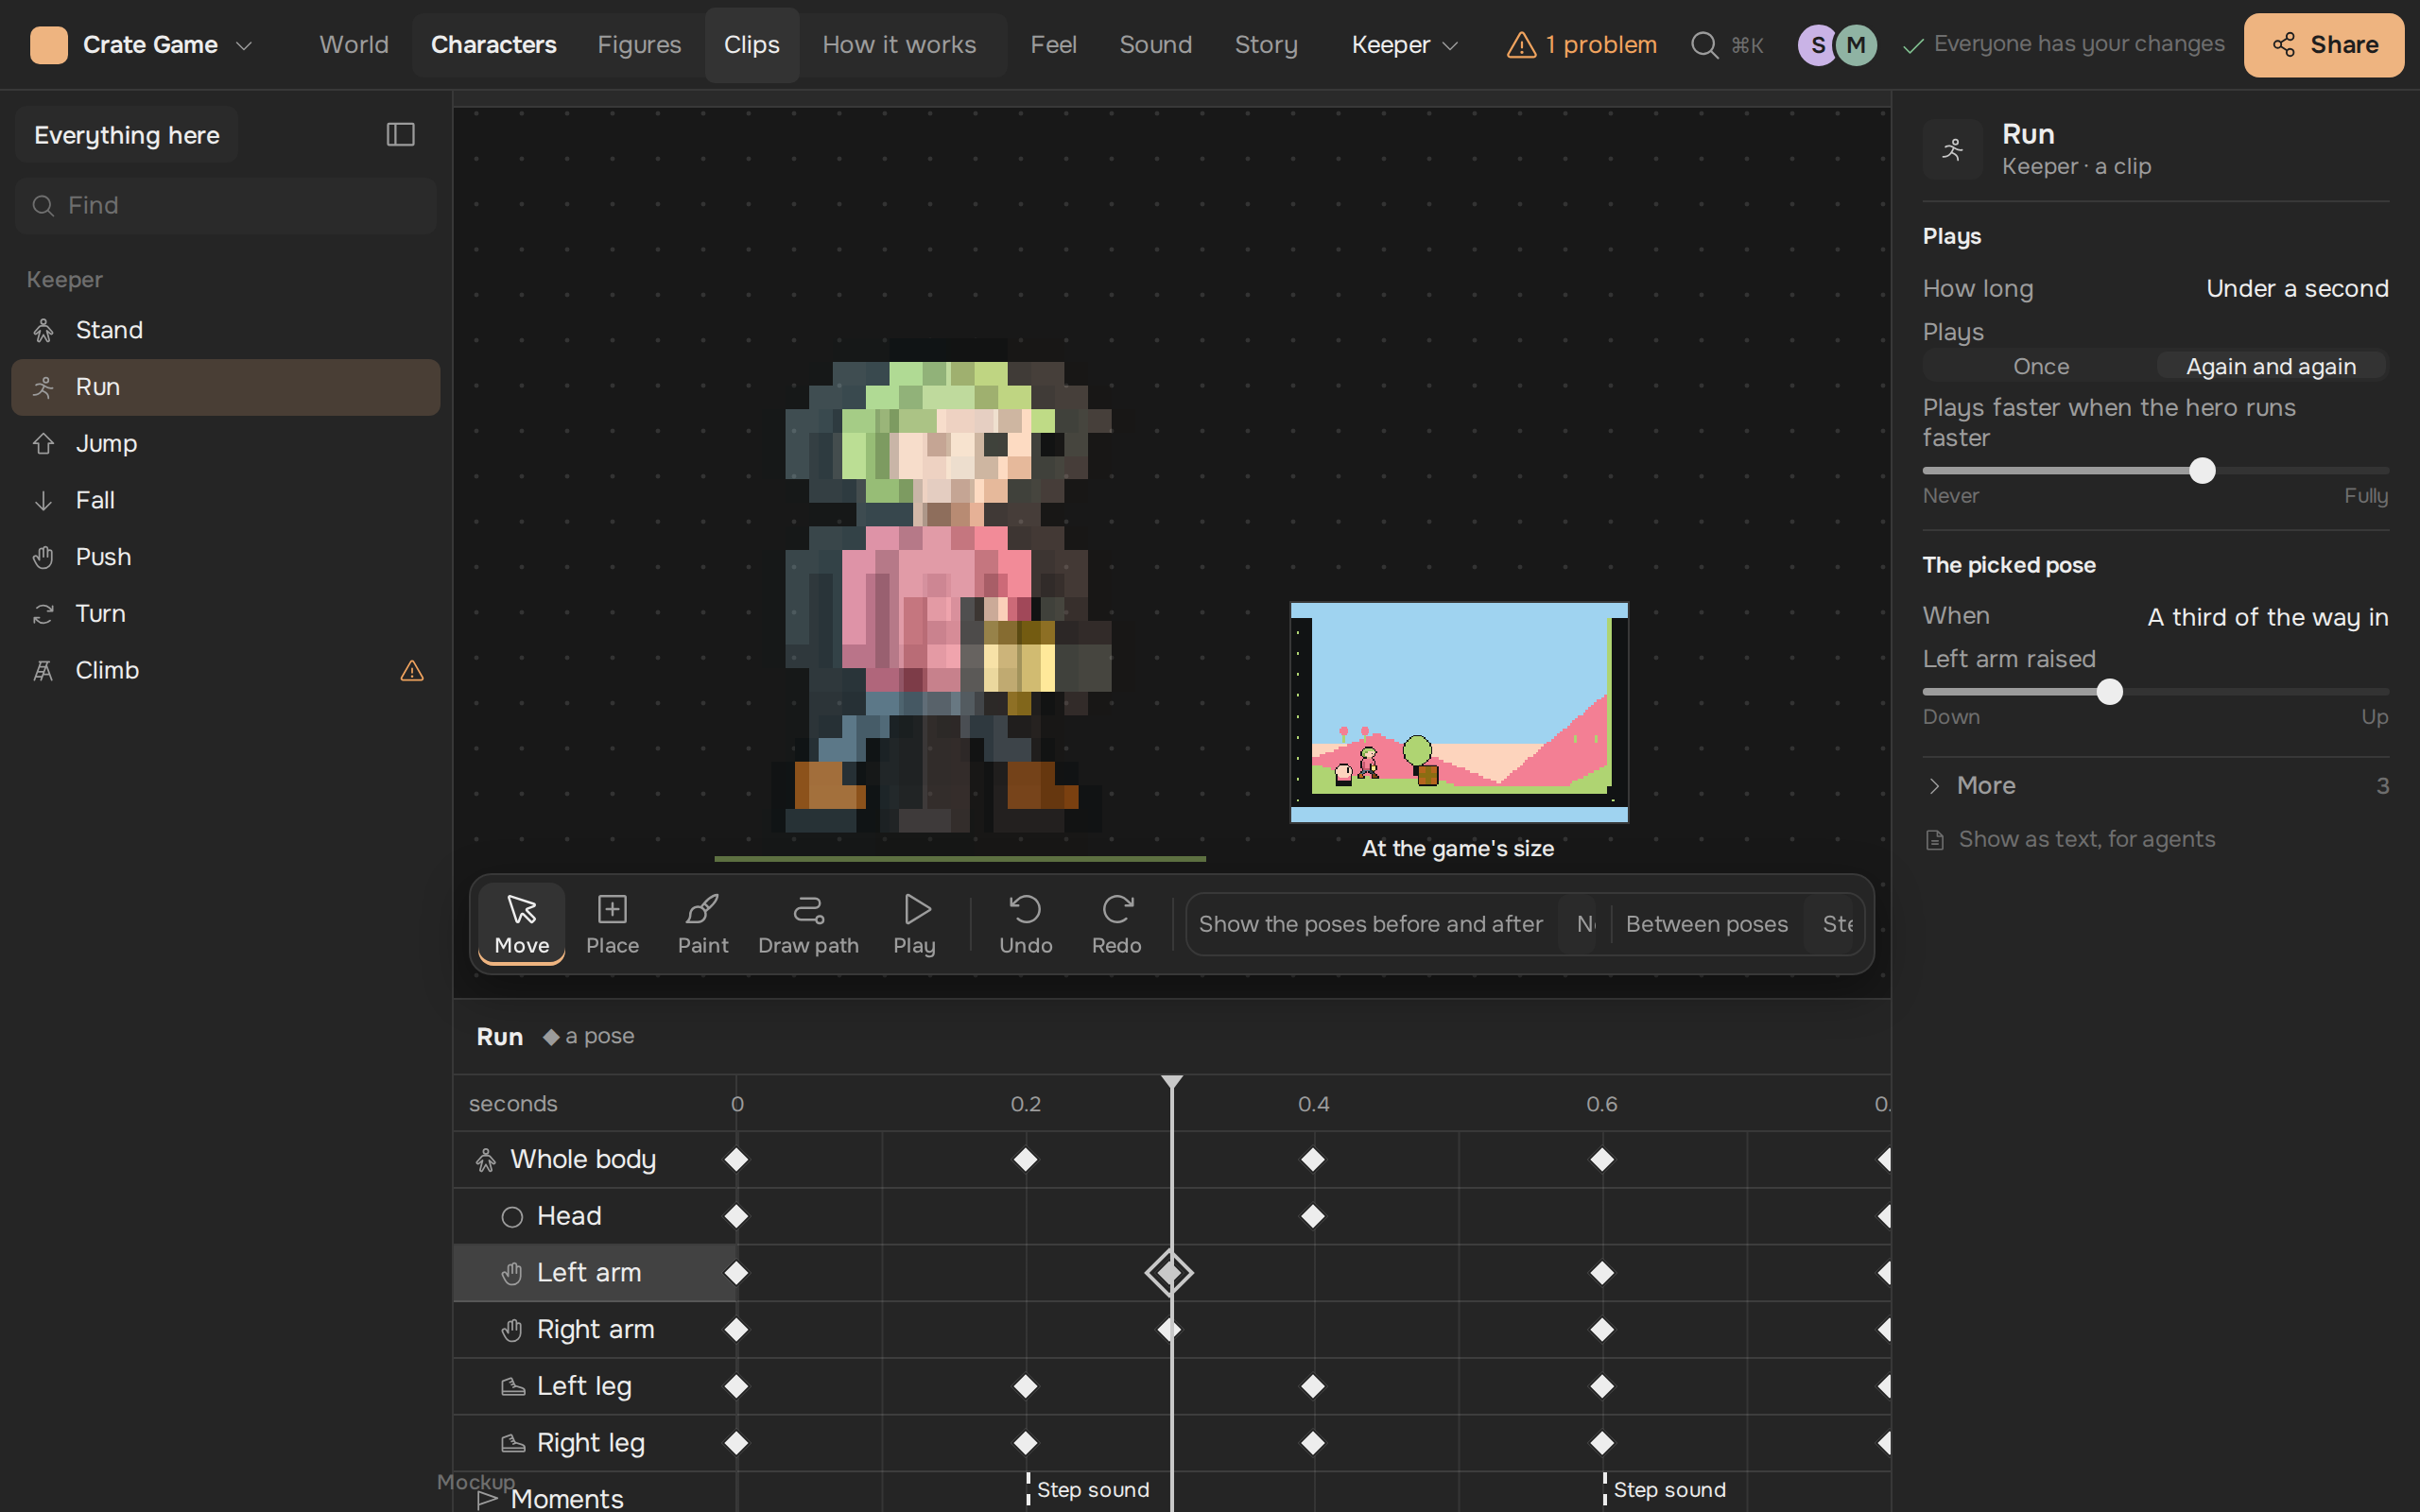 Crate Game
World
Characters
Figures
Clips
How it works
Feel
Sound
Story
Keeper
1 problem
⌘K
S
M
Everyone has your changes
Share
Everything here
Find
Keeper
Stand
Run
Jump
Fall
Push
Turn
Climb
At the game's size
Move
Place
Paint
Draw path
Play
Undo
Redo
Show the poses before and after
Between poses
Run
a pose
seconds
0
0.2
0.4
0.6
Whole body
Head
Left arm
Right arm
Left leg
Right leg
Moments
Step sound
Step sound
Mockup
Run
Keeper · a clip
Plays
How long
Under a second
Plays
Once
Again and again
Plays faster when the hero runs
faster
Never
Fully
The picked pose
When
A third of the way in
Left arm raised
Down
Up
More
3
Show as text, for agents